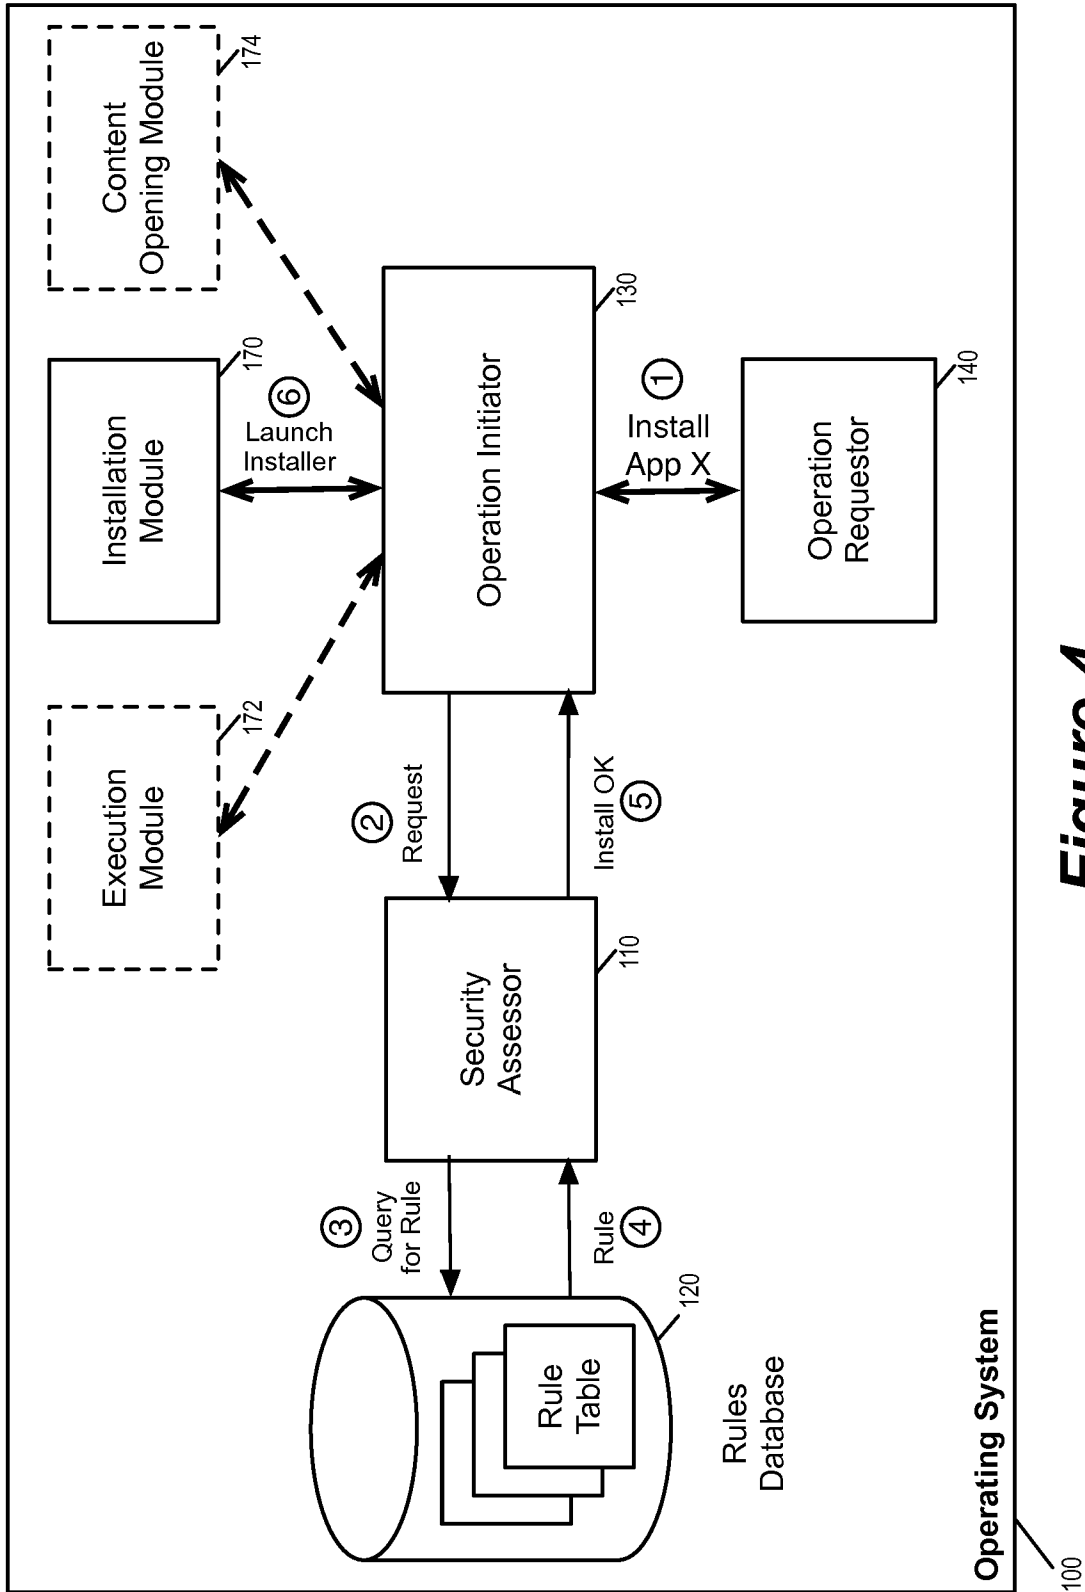 Execution
Module
172
Installation
Module
170
Content
Opening Module
174
6
Launch
Installer
3
Query
for Rule
2
Request
Rule
Table
Security
Assessor
Operation Initiator
Rule
4
Install OK
5
110
130
120
Install
App X
1
Rules
Database
Operation
Requestor
140
Operating System
100
Figure 4